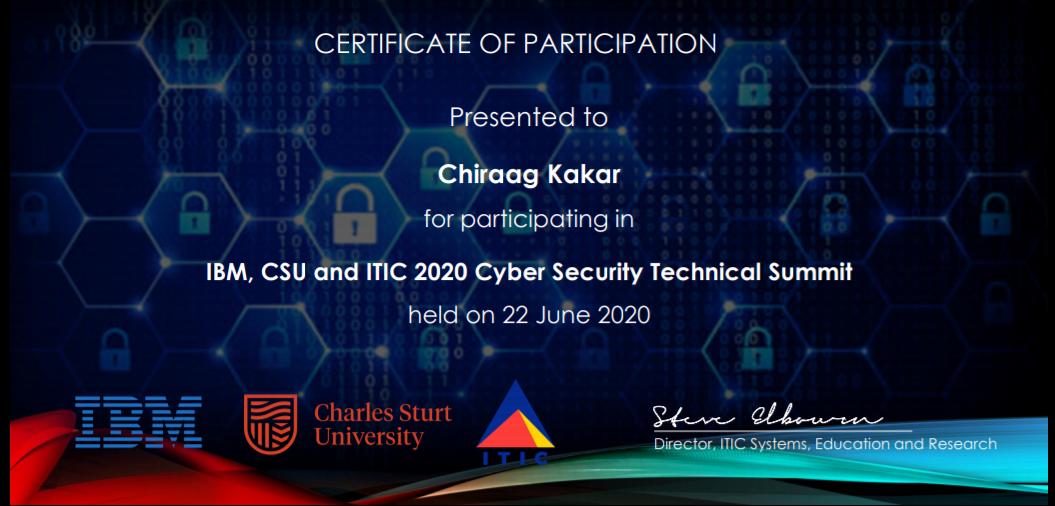 CERTIFICATE OF PARTICIPATION
Presented to
Chiraag Kakar
for participating in
IBM, CSU and ITIC 2020 Cyber Security Technical Summit
held on 22 June 2020
IBM
Charles Sturt
University
ITIC
Steve Elbourn
Director, ITIC Systems, Education and Research